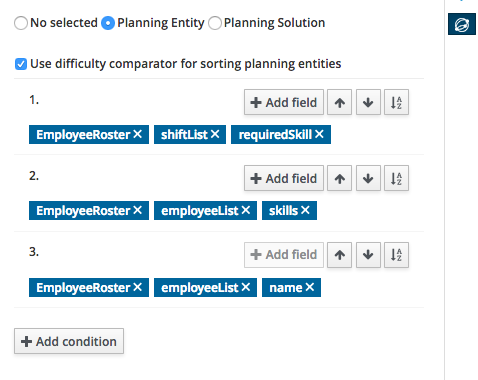 No selected Planning Entity Planning Solution
Use difficulty comparator for sorting planning entities
1. Add field
EmployeeRoster shiftList requiredSkill
2. Add field
EmployeeRoster employeeList skills
3. Add field
EmployeeRoster employeeList name
Add condition